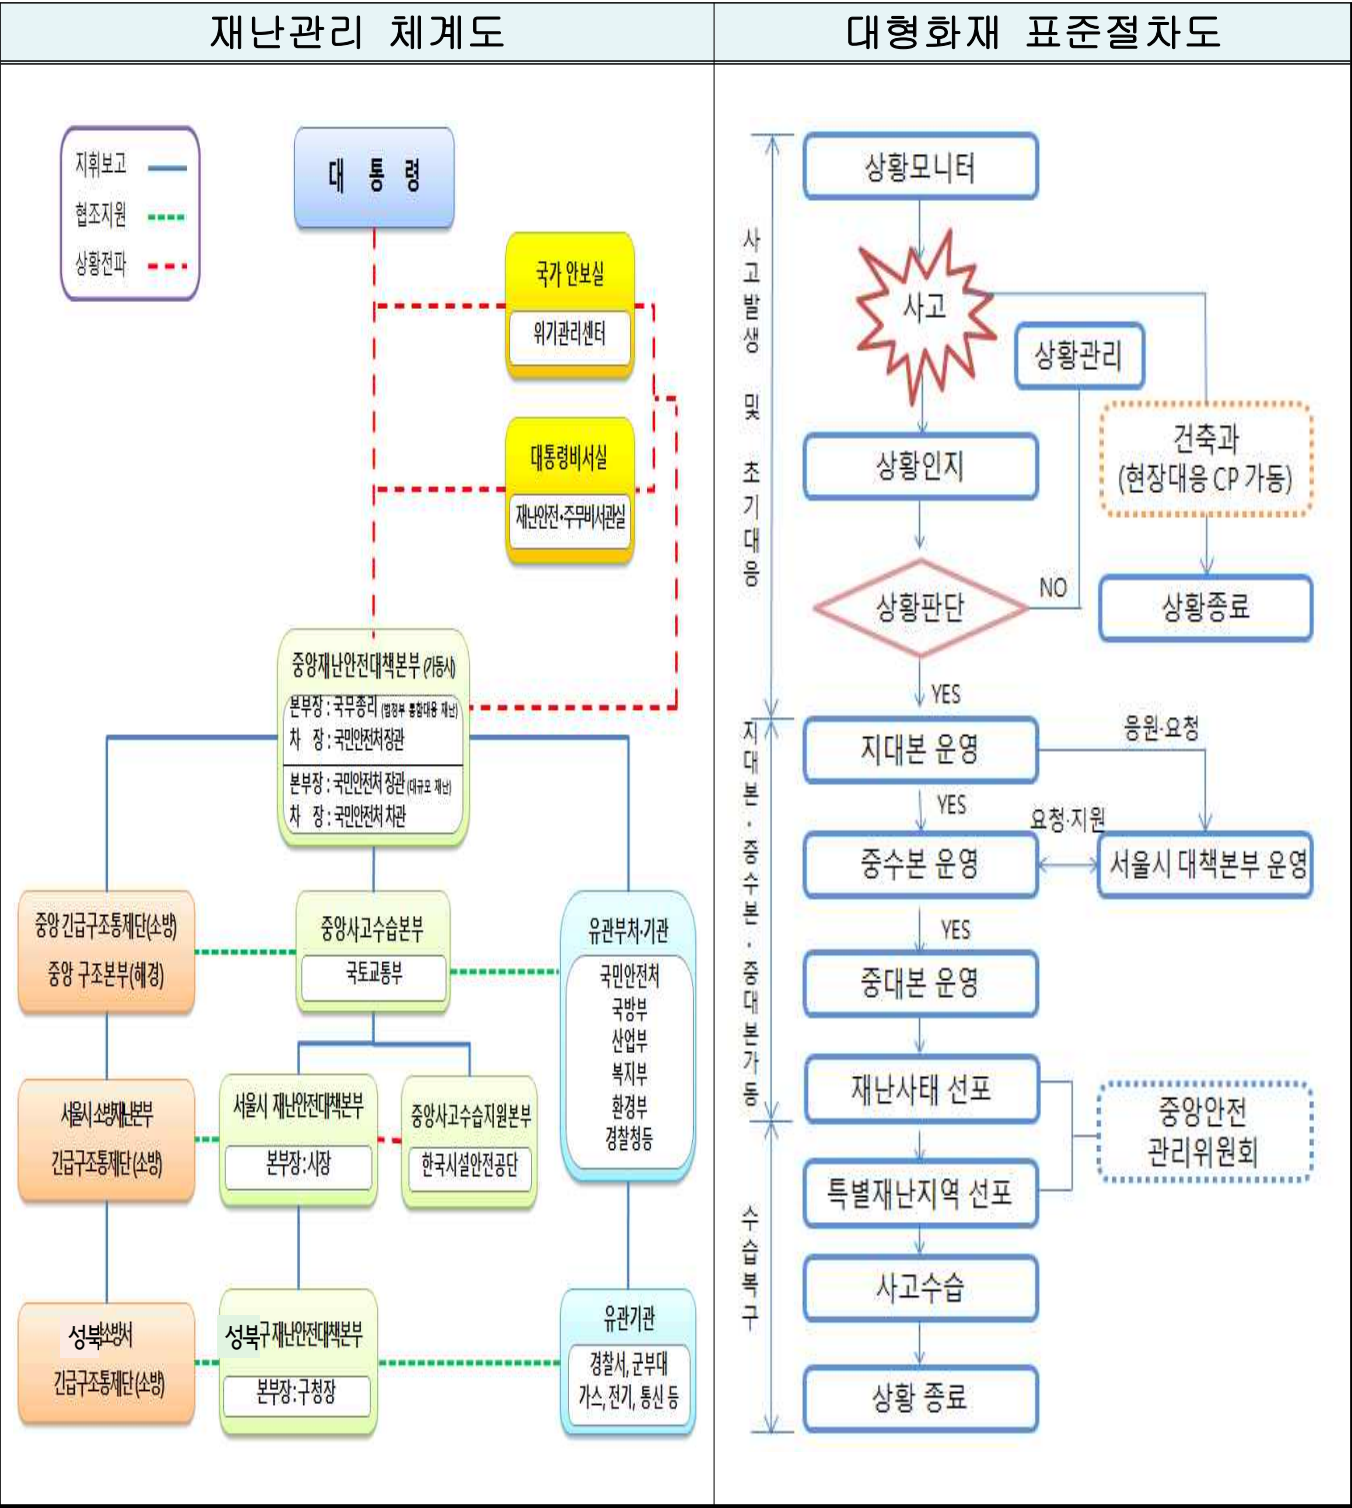 재난관리 체계도
지휘보고
협조지원
상황전파
대 통 령
국가 안보실
위기관리센터
대통령비서실
재난안전·주무비서관실
중앙재난안전대책본부 (가동시)
본부장 : 국무총리 (범정부 통합대응 재난)
차 장 : 국민안전처장관
본부장 : 국민안전처 장관 (대규모 재난)
차 장 : 국민안전처 차관
중앙 긴급구조통제단(소방)
중앙 구조본부(해경)
중앙사고수습본부
국토교통부
유관부처·기관
국민안전처
국방부
산업부
복지부
환경부
경찰청등
서울시 소방재난본부
긴급구조통제단 (소방)
서울시 재난안전대책본부
본부장 : 시장
중앙사고수습지원본부
한국시설안전공단
성북소방서
긴급구조통제단 (소방)
성북구 재난안전대책본부
본부장 : 구청장
유관기관
경찰서, 군부대
가스, 전기, 통신 등
대형화재 표준절차도
사고발생 및 초기대응
상황모니터
사고
상황관리
상황인지
건축과
(현장대응 CP 가동)
상황판단
NO
상황종료
YES
지대본·중수본·중대본가동
지대본 운영
응원·요청
YES
요청·지원
중수본 운영
서울시 대책본부 운영
YES
중대본 운영
재난사태 선포
중앙안전
관리위원회
수습복구
특별재난지역 선포
사고수습
상황 종료